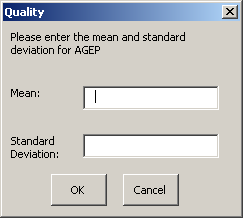 Quality
Please enter the mean and standard
deviation for AGEP
Mean:
Standard
Deviation:
OK
Cancel